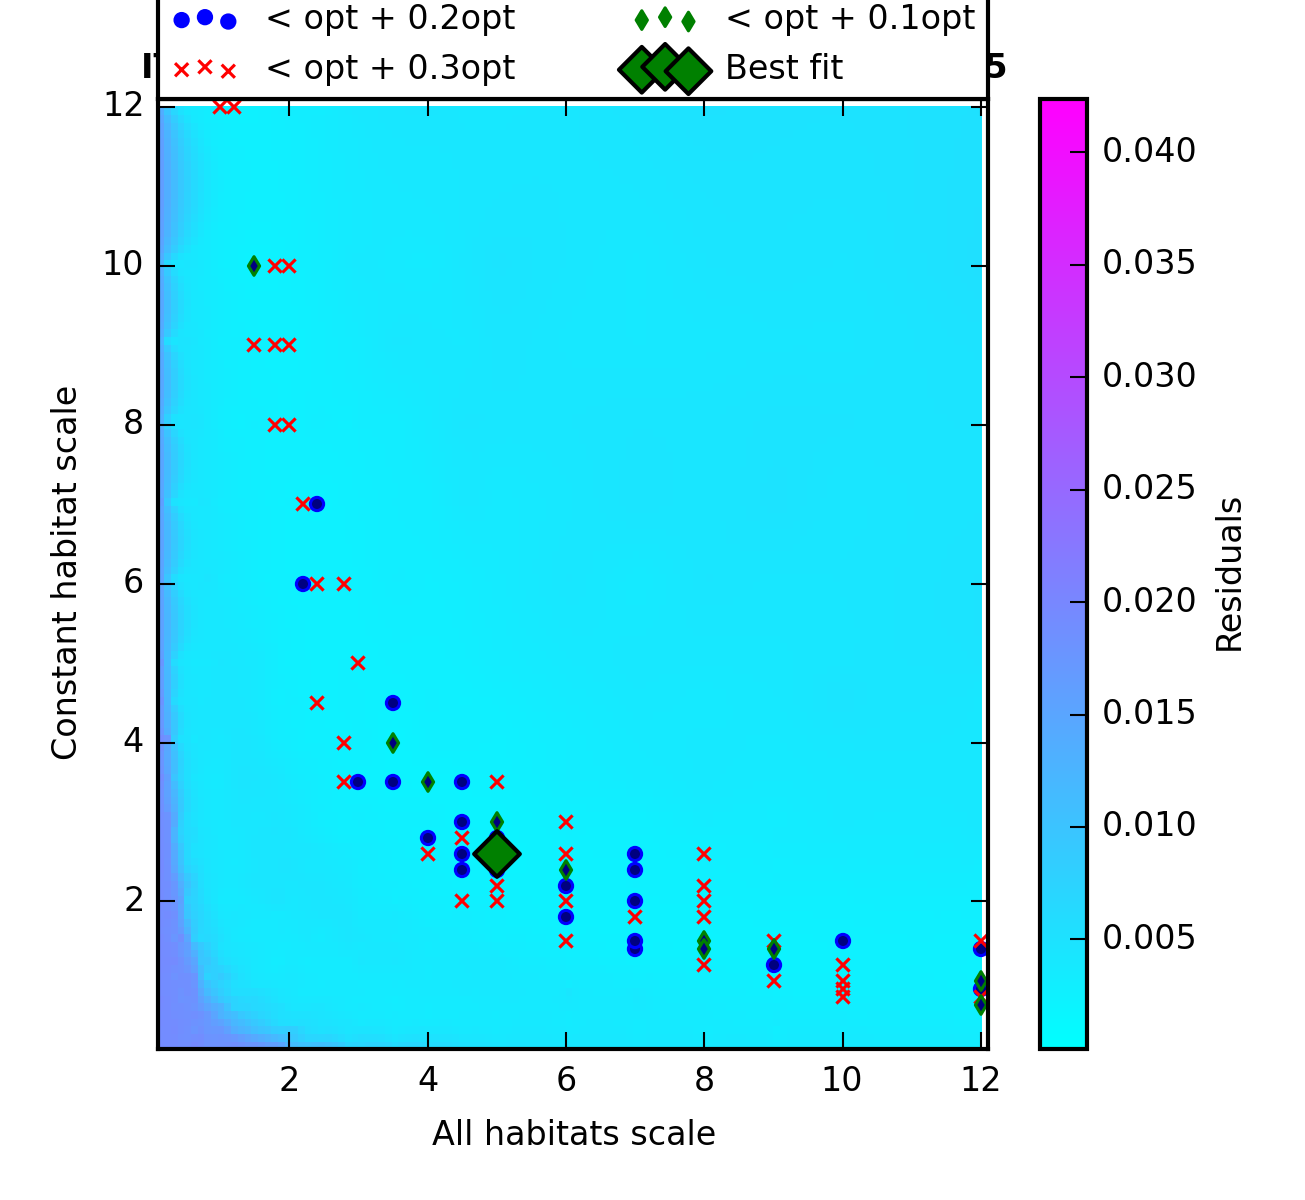 < opt + 0.2opt < opt + 0.1opt
< opt + 0.3opt Best fit
5
12
10
8
6
4
2
Constant habitat scale
2 4 6 8 10 12
All habitats scale
0.040
0.035
0.030
0.025
0.020
0.015
0.010
0.005
Residuals